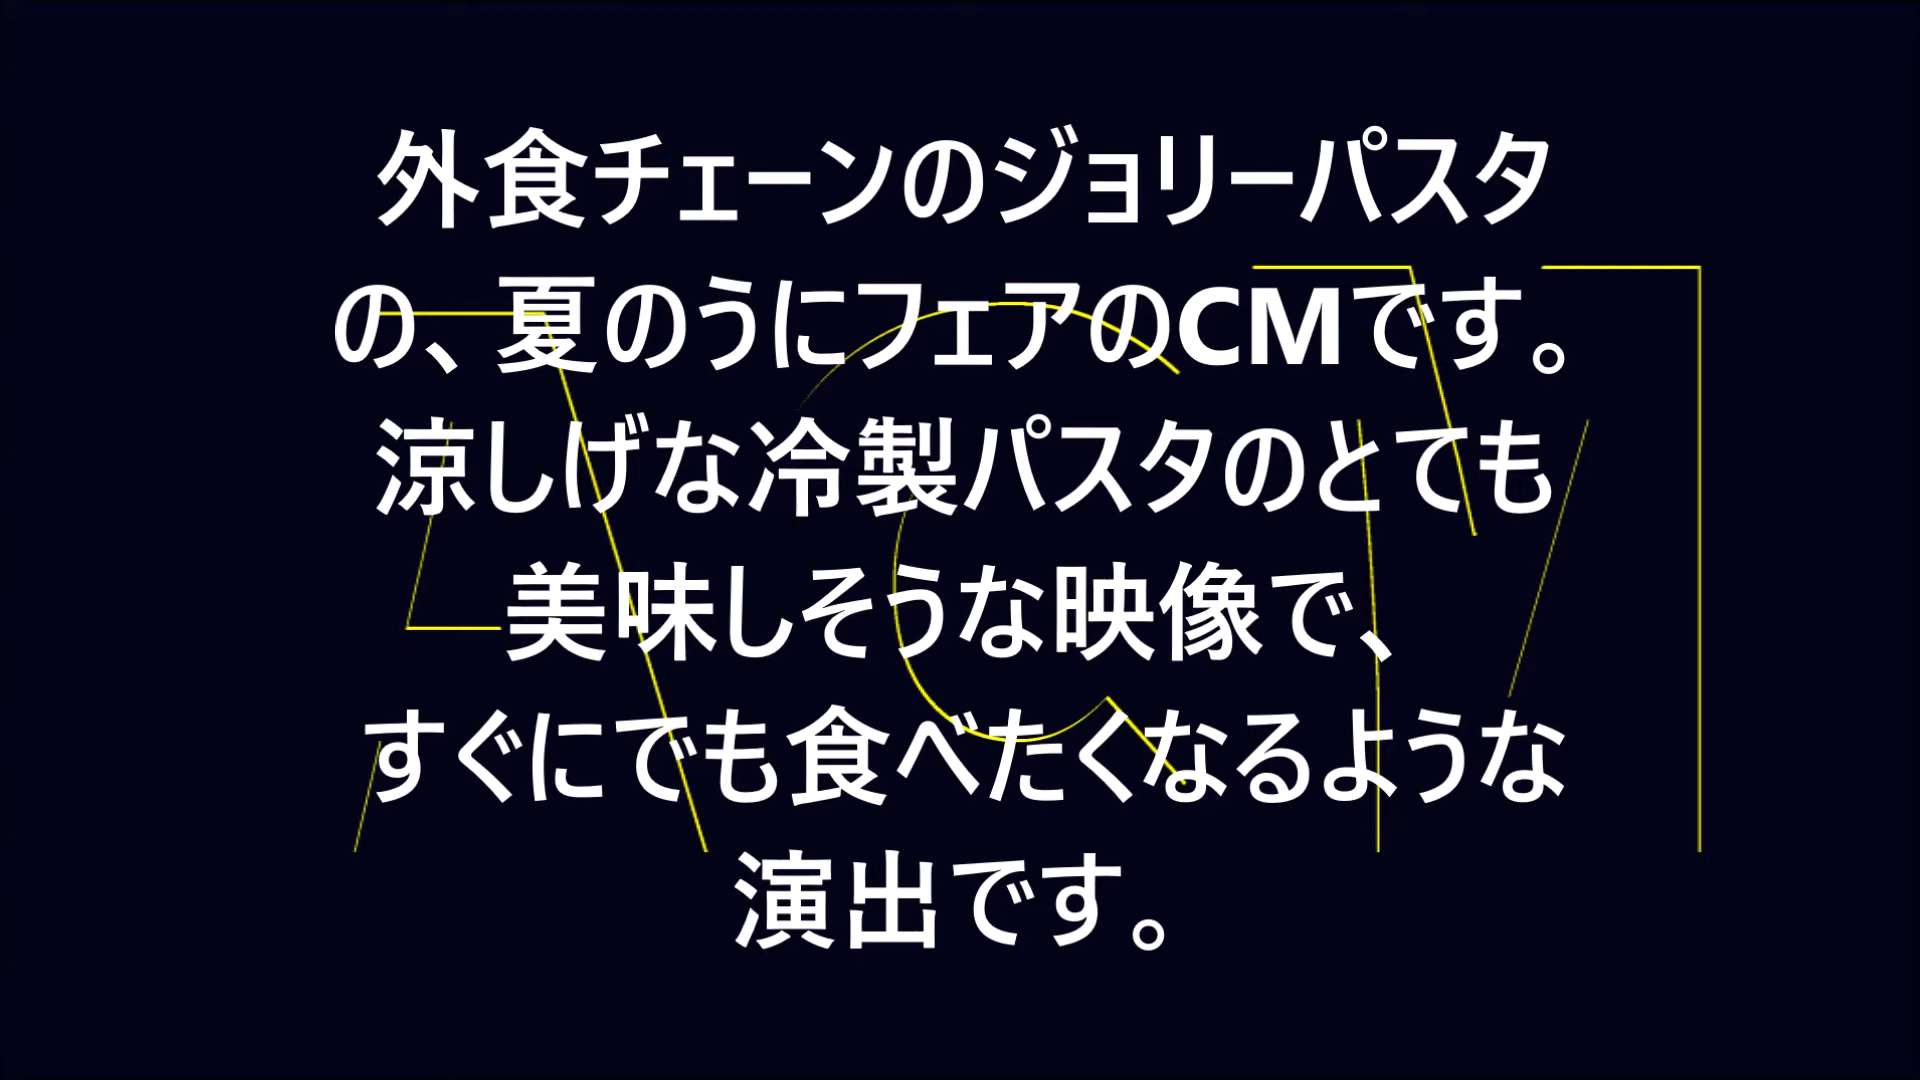 外食チェーンのジョリーパスタ
の、夏のうにフェアのCMです。
涼しげな冷製パスタのとても
美味しそうな映像で、
すぐにでも食べたくなるような
演出です。